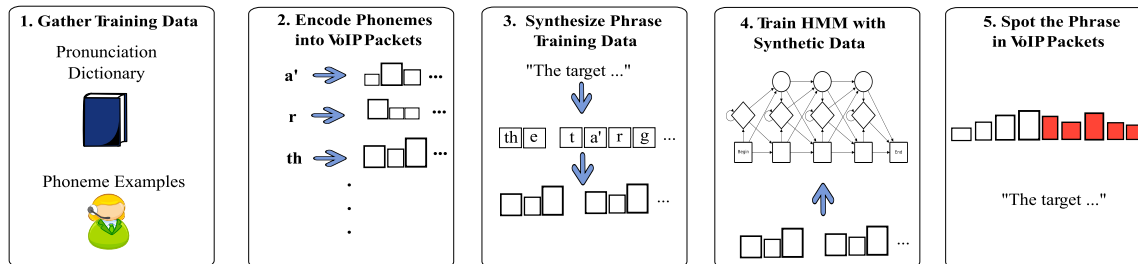 1. Gather Training Data
Pronunciation
Dictionary
Phoneme Examples
2. Encode Phonemes
into VoIP Packets
a' ...
r ...
th ...
3. Synthesize Phrase
Training Data
"The target ..."
th e t a' r g ...
...
4. Train HMM with
Synthetic Data
Begin End
...
5. Spot the Phrase
in VoIP Packets
"The target ..."